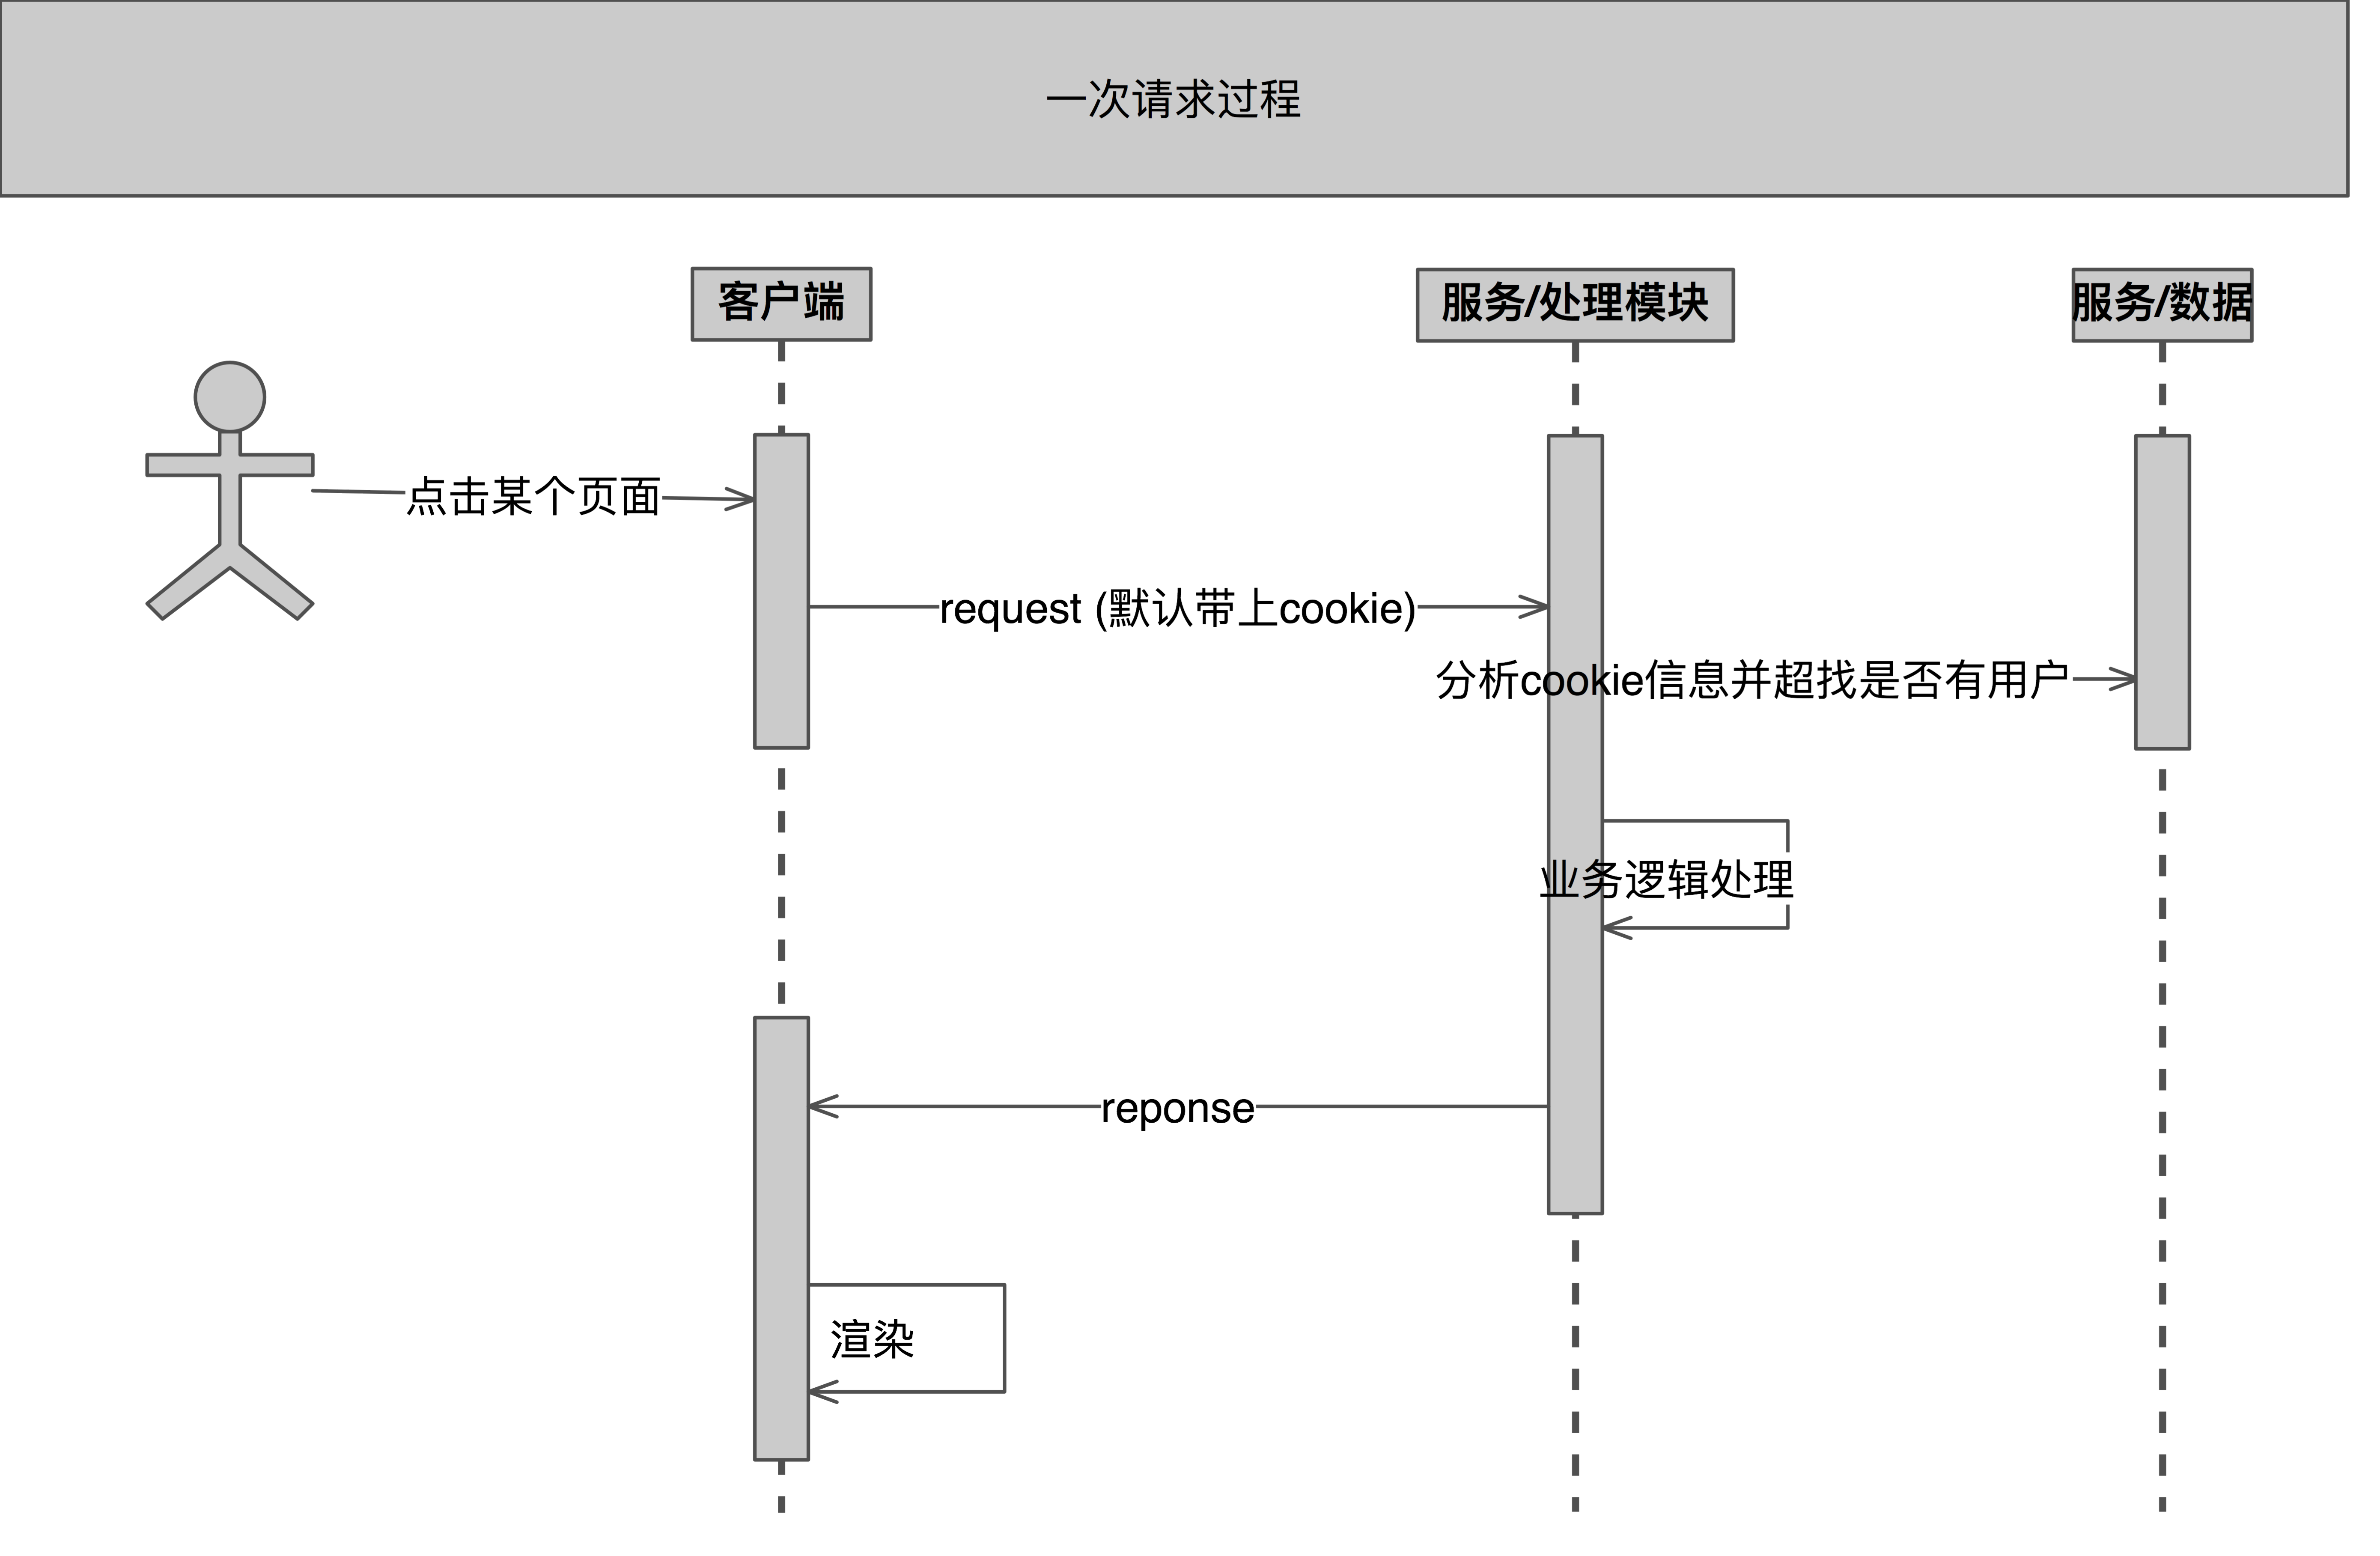 一次请求过程
客户端
服务/处理模块
服务/数据
点击某个页面
request (默认带上cookie)
分析cookie信息并超找是否有用户
业务逻辑处理
reponse
渲染